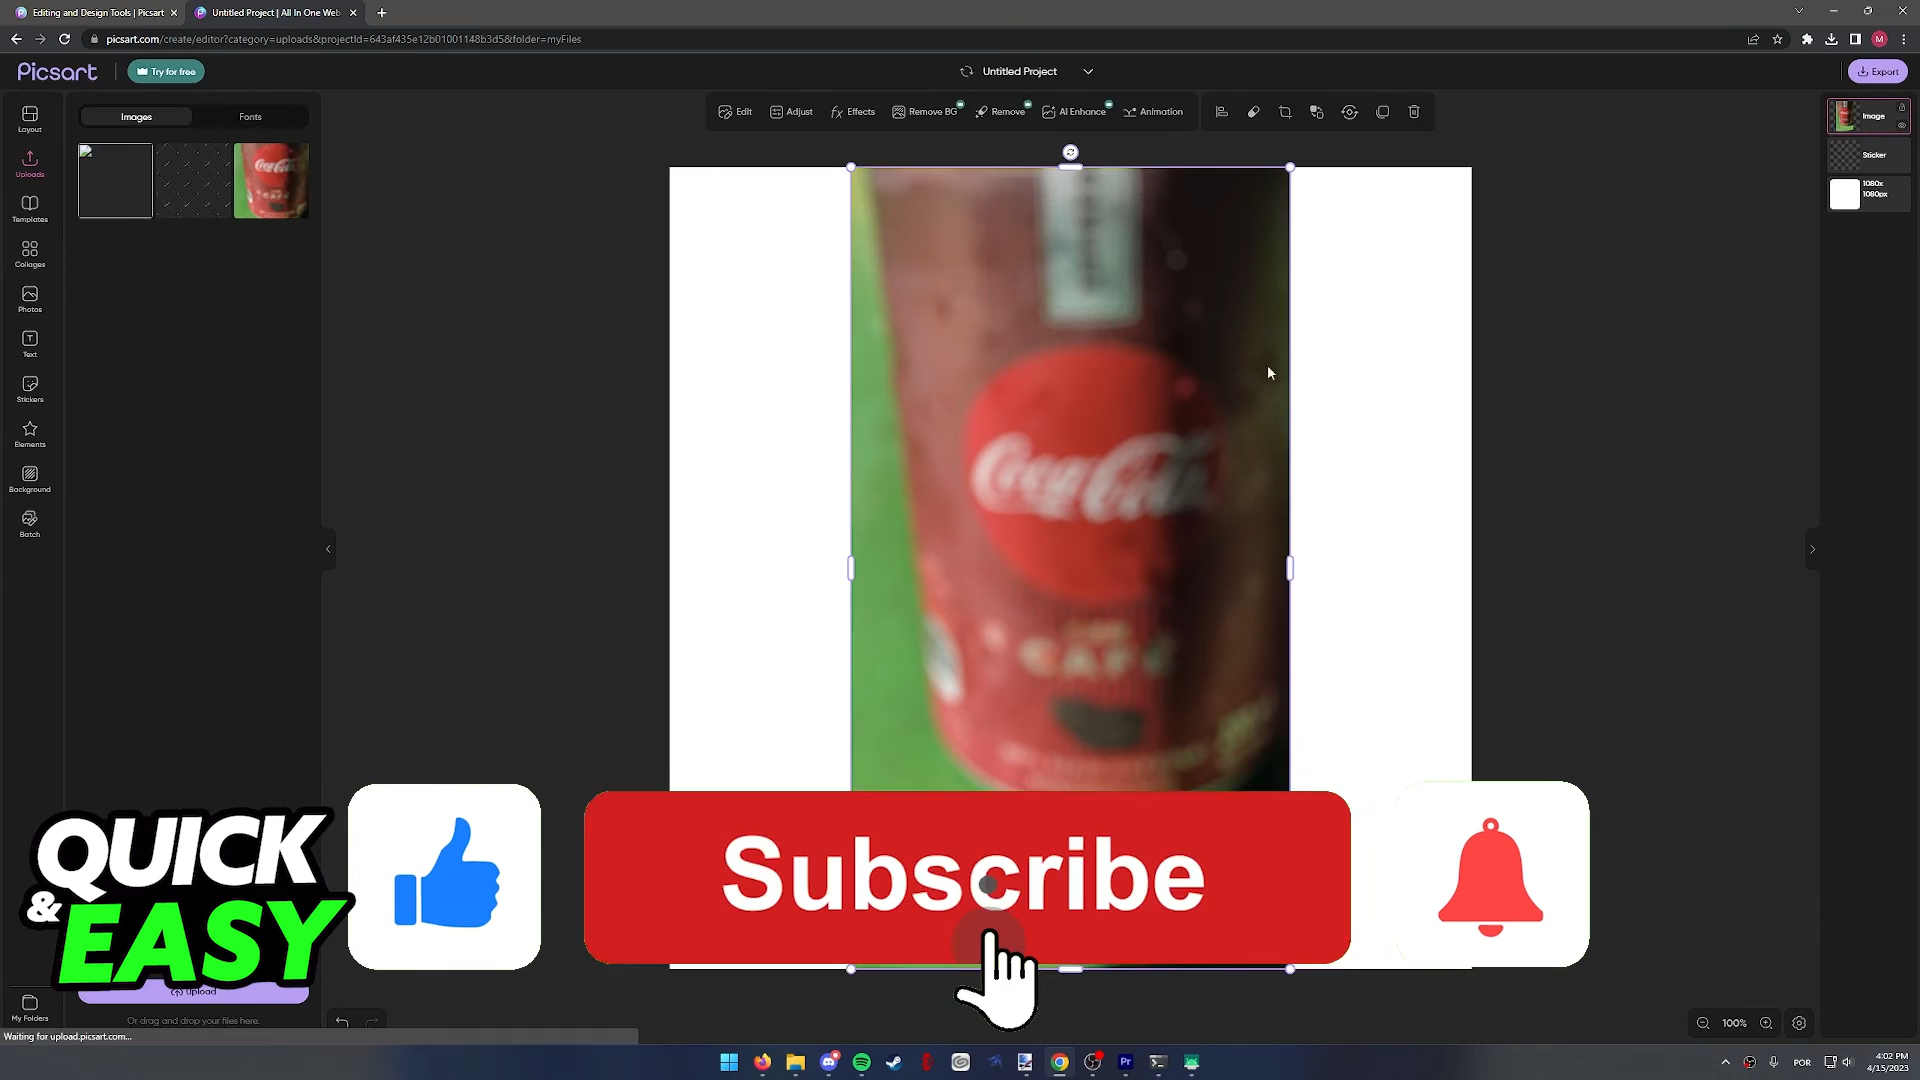 Editing and Design Tools | Picsart
Untitled Project | All In One Web
picsart.com/create/editor?category=uploads&projectId=643af435e12b01001148b3d5&folder=myFiles
M
Picsart
Try for free
Untitled Project
Export
Layout
Uploads
Templates
Collages
Photos
Text
Stickers
Elements
Background
Batch
My Folders
Images
Fonts
Edit
Adjust
Effects
Remove BG
Remove
AI Enhance
Animation
Image
Sticker
1080x
1080px
Coca-Cola
CAFÉ
QUICK
& EASY
Subscribe
Upload
Or drag and drop your files here.
Waiting for upload.picsart.com...
100%
POR
4:02 PM
4/15/2023